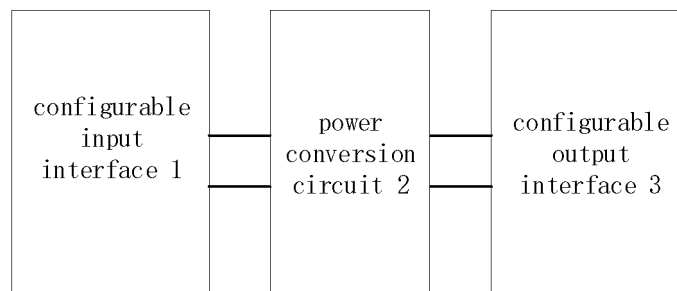 configurable
input
interface 1
power
conversion
circuit 2
configurable
output
interface 3